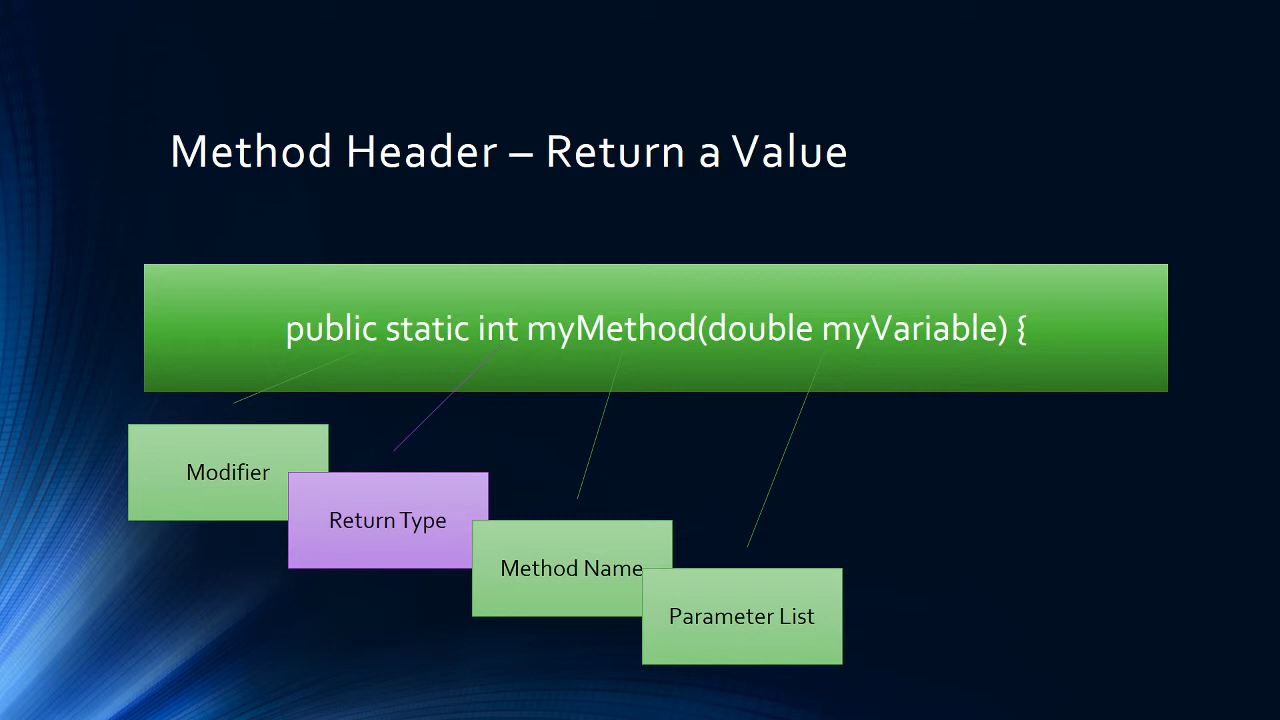 Method Header – Return a Value
public static int myMethod(double myVariable) {
Modifier
Return Type
Method Name
Parameter List